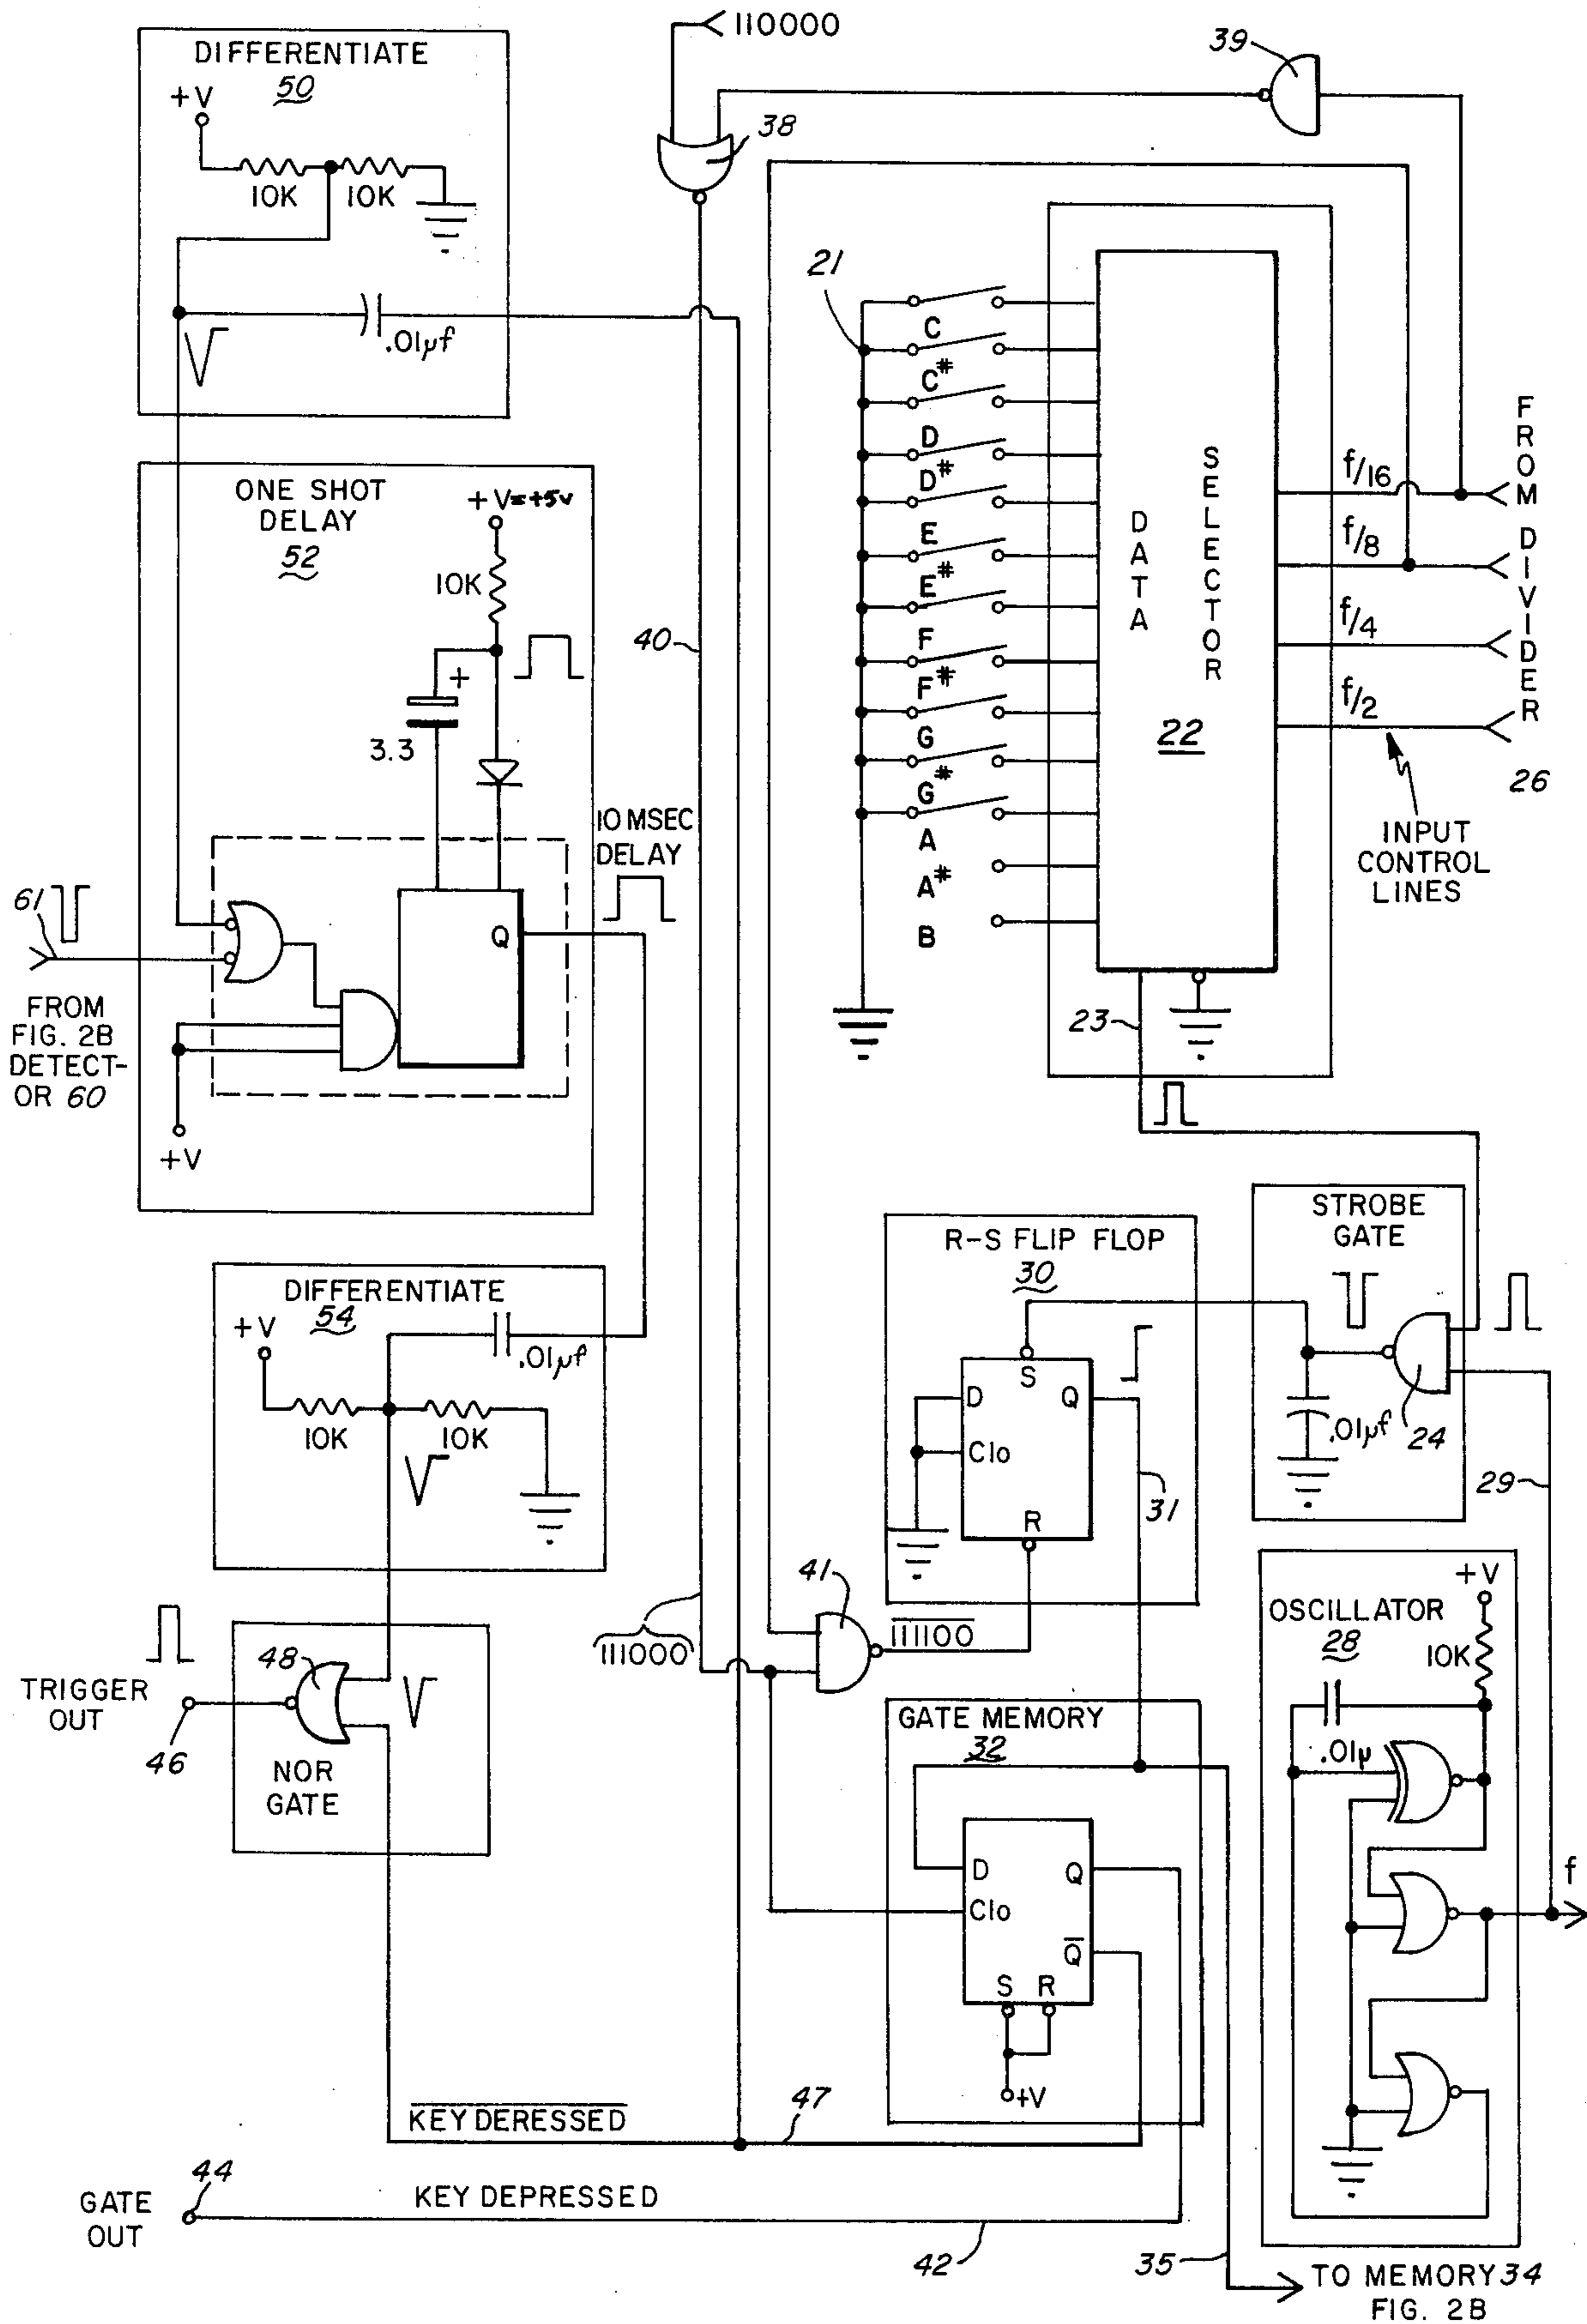 110000
DIFFERENTIATE
50
+V
10K
10K
.01µf
39
38
ONE SHOT
DELAY
52
+V=+5v
10K
+
3.3
10 MSEC
DELAY
Q
61
FROM
FIG. 2B
DETECT-
OR 60
+V
21
C
C#
D
D#
E
E#
F
F#
G
G#
A
A#
B
DATA
SELECTOR
22
f/16
f/8
f/4
f/2
FROM DIVIDER
26
INPUT
CONTROL
LINES
40
23
STROBE
GATE
.01µf
24
29
R-S FLIP FLOP
30
S
D
Q
Clo
R
31
DIFFERENTIATE
54
+V
.01µf
10K
10K
41
111000
111100
TRIGGER
OUT
46
48
NOR
GATE
GATE MEMORY
32
D
Q
Clo
Q
S R
+V
OSCILLATOR
28
+V
10K
.01µ
f
KEY DERESSED
47
GATE
OUT
44
KEY DEPRESSED
42
35
TO MEMORY 34
FIG. 2B